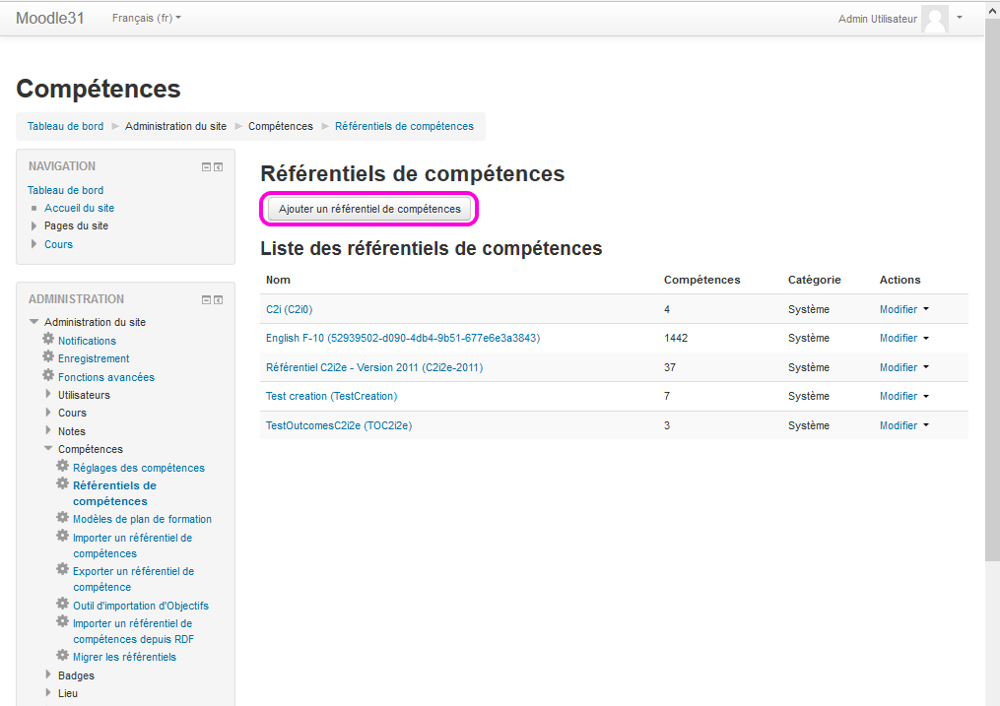 Moodle31 Français (fr) Admin Utilisateur
Compétences
Tableau de bord Administration du site Compétences Référentiels de compétences
NAVIGATION
Tableau de bord
Accueil du site
Pages du site
Cours
ADMINISTRATION
Administration du site
Notifications
Enregistrement
Fonctions avancées
Utilisateurs
Cours
Notes
Compétences
Réglages des compétences
Référentiels de
compétences
Modèles de plan de formation
Importer un référentiel de
compétences
Exporter un référentiel de
compétence
Outil d'importation d'Objectifs
Importer un référentiel de
compétences depuis RDF
Migrer les référentiels
Badges
Lieu
Référentiels de compétences
Ajouter un référentiel de compétences
Liste des référentiels de compétences
Nom Compétences Catégorie Actions
C2i (C2i0) 4 Système Modifier
English F-10 (52939502-d090-4db4-9b51-677e6e3a3843) 1442 Système Modifier
Référentiel C2i2e - Version 2011 (C2i2e-2011) 37 Système Modifier
Test creation (TestCreation) 7 Système Modifier
TestOutcomesC2i2e (TOC2i2e) 3 Système Modifier